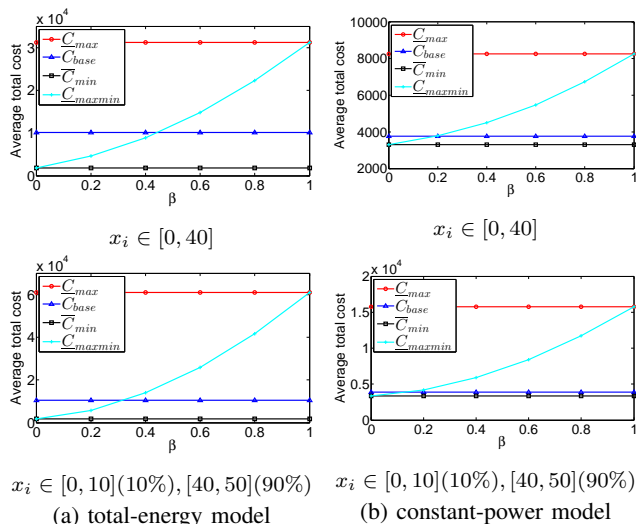 x 10^4
Average total cost
3
2
1
0
0 0.2 0.4 0.6 0.8 1
β
C_max
C_base
C̅_min
C_maxmin
x_i ∈ [0, 40]
10000
8000
6000
4000
2000
Average total cost
0 0.2 0.4 0.6 0.8 1
β
C_max
C_base
C̅_min
C_maxmin
x_i ∈ [0, 40]
x 10^4
Average total cost
6
4
2
0
0 0.2 0.4 0.6 0.8 1
β
C_max
C_base
C̅_min
C_maxmin
x_i ∈ [0, 10](10%), [40, 50](90%)
(a) total-energy model
x 10^4
Average total cost
2
1.5
1
0.5
0
0 0.2 0.4 0.6 0.8 1
β
C_max
C_base
C̅_min
C_maxmin
x_i ∈ [0, 10](10%), [40, 50](90%)
(b) constant-power model